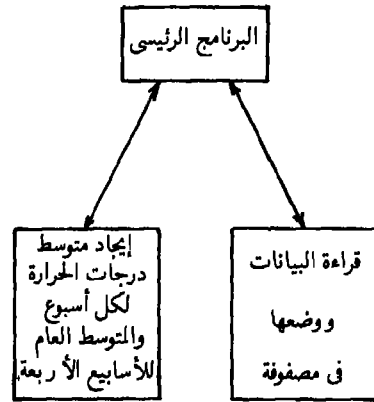 البرنامج الرئيسى
قراءة البيانات
ووضعها
فى مصفوفة
إيجاد متوسط
درجات الحرارة
لكل أسبوع
والمتوسط العام
للأسابيع الأربعة